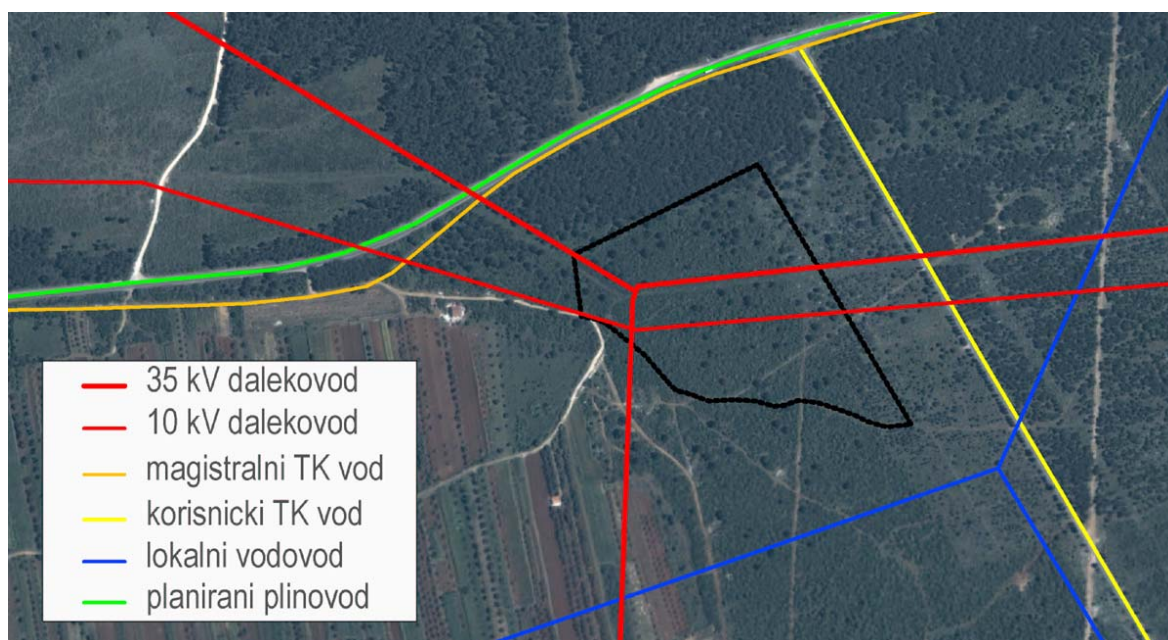 35 kV dalekovod
10 kV dalekovod
magistralni TK vod
korisnicki TK vod
lokalni vodovod
planirani plinovod